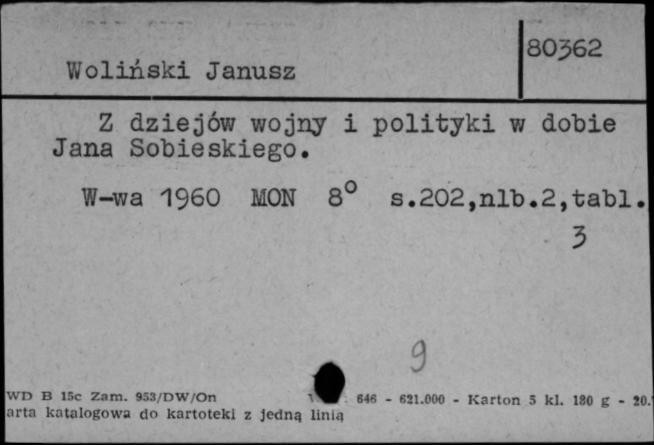 80362
Woliński Janusz
Z dziejów wojny i polityki w dobie
Jana Sobieskiego.
W-wa 1960 MON 8° s.202,nlb.2,tabl.
3
9
WD B 15c Zam. 953/DW/On 646 - 621.000 - Karton 5 kl. 180 g - 20.
arta katalogowa do kartoteki z jedną linią